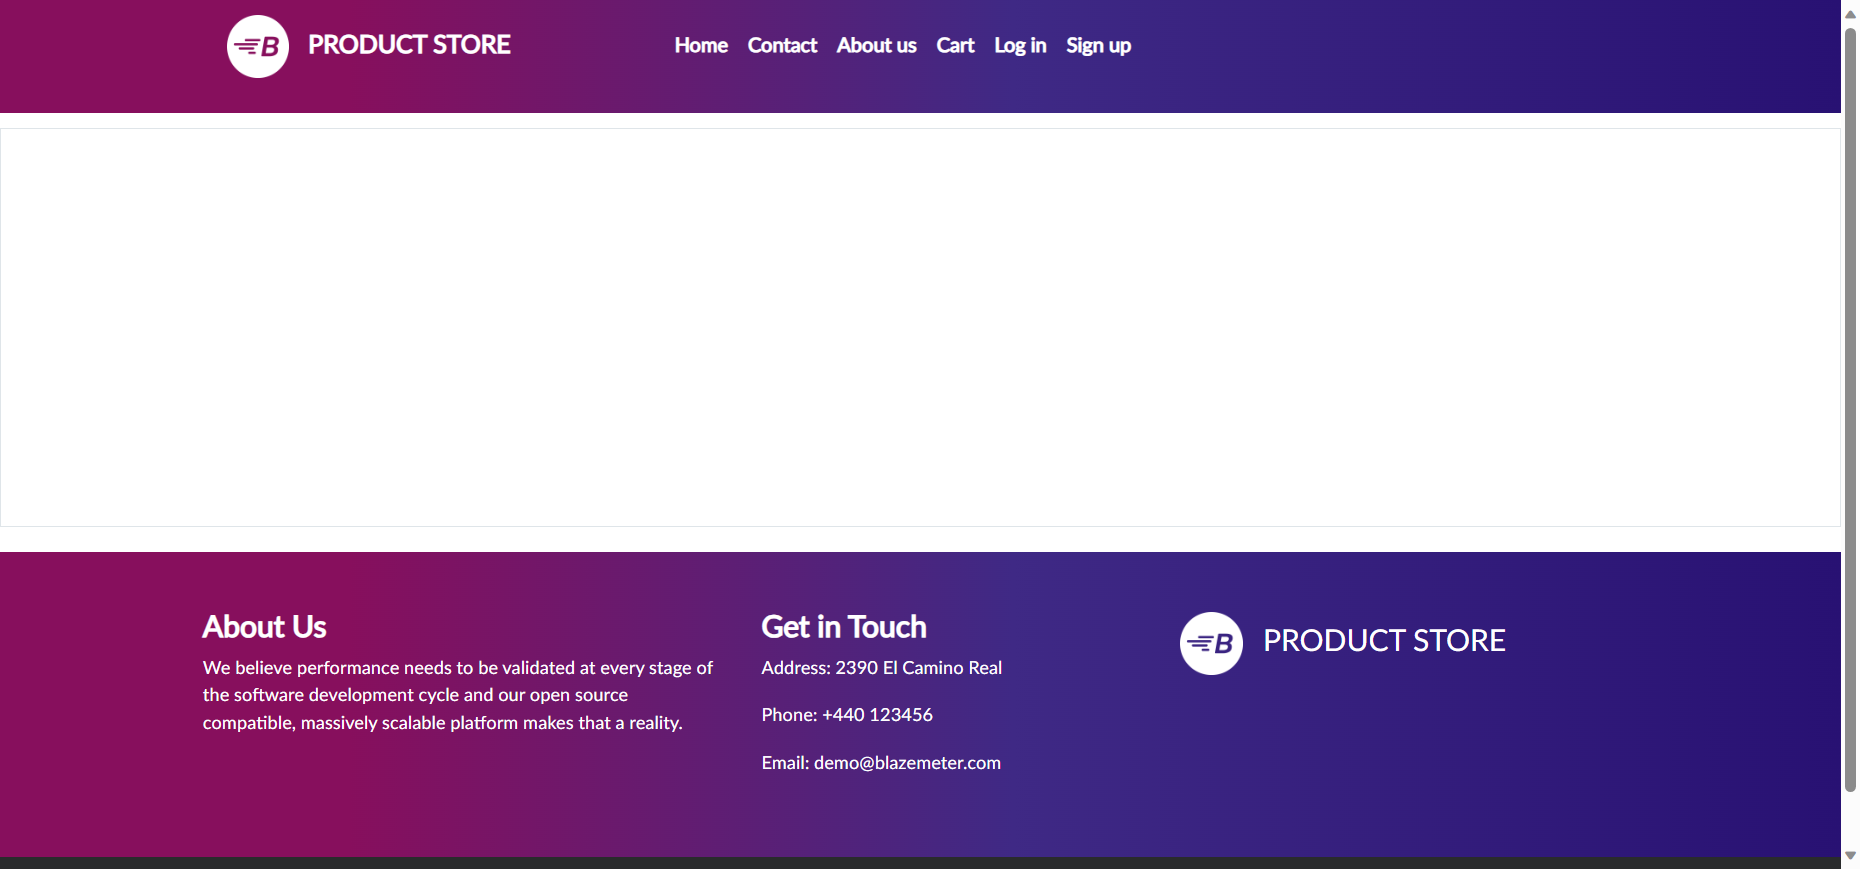 B PRODUCT STORE
Home Contact About us Cart Log in Sign up
About Us
We believe performance needs to be validated at every stage of
the software development cycle and our open source
compatible, massively scalable platform makes that a reality.
Get in Touch
Address: 2390 El Camino Real
Phone: +440 123456
Email: demo@blazemeter.com
B PRODUCT STORE